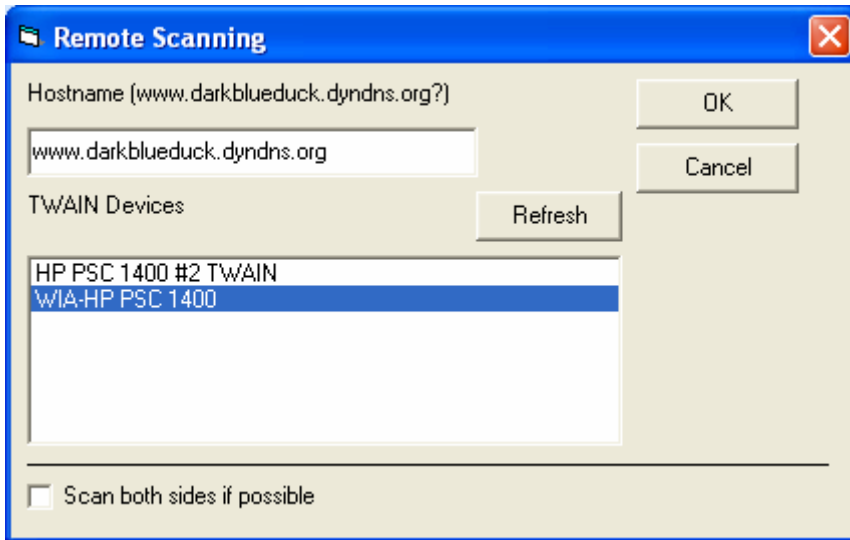 Remote Scanning
Hostname (www.darkblueduck.dyndns.org?)
OK
www.darkblueduck.dyndns.org
Cancel
TWAIN Devices
Refresh
HP PSC 1400 #2 TWAIN
WIA-HP PSC 1400
Scan both sides if possible